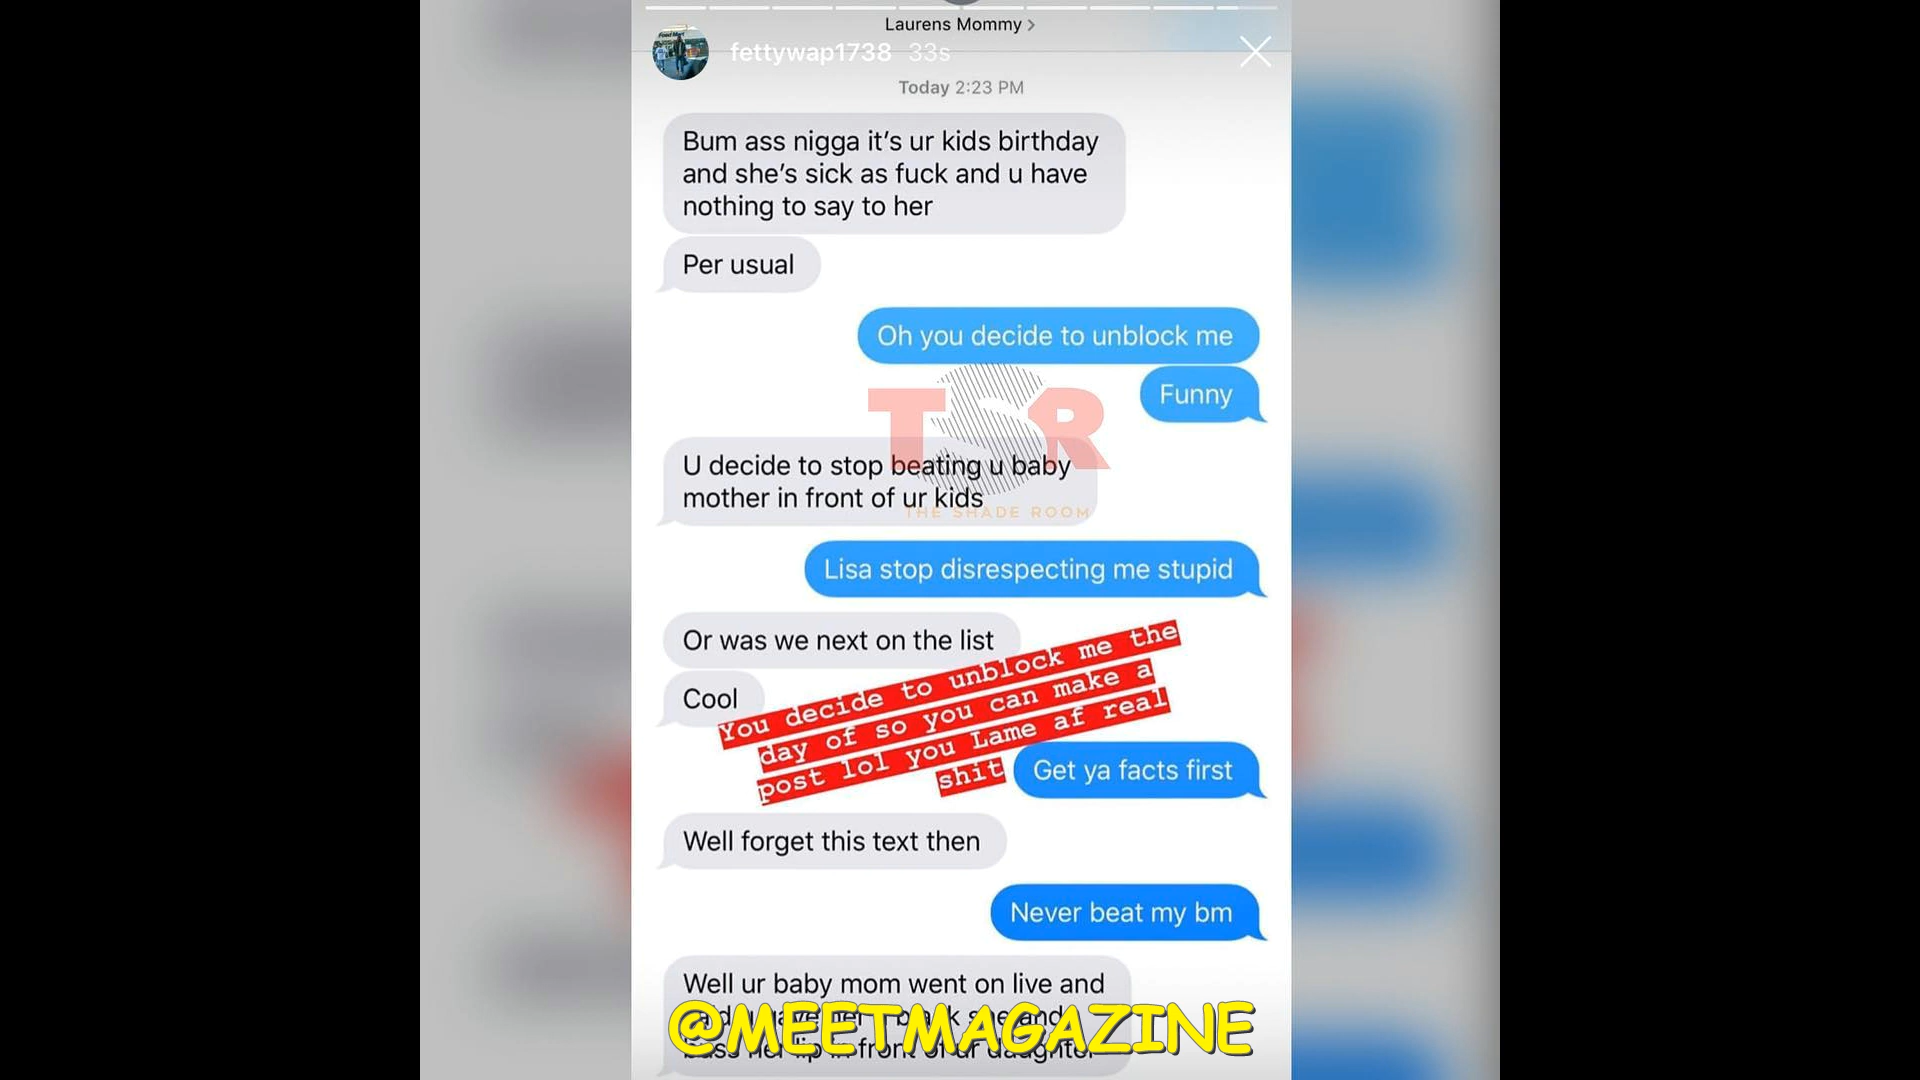 Laurens Mommy >
fettywap1738 33s
Today 2:23 PM
Bum ass nigga it's ur kids birthday
and she's sick as fuck and u have
nothing to say to her
Per usual
Oh you decide to unblock me
Funny
TSR
THE SHADE ROOM
U decide to stop beating u baby
mother in front of ur kids
Lisa stop disrespecting me stupid
Or was we next on the list
Cool
You decide to unblock me the
day of so you can make a
post lol you Lame af real
shit
Get ya facts first
Well forget this text then
Never beat my bm
Well ur baby mom went on live and
@MEETMAGAZINE
front of ur daughter